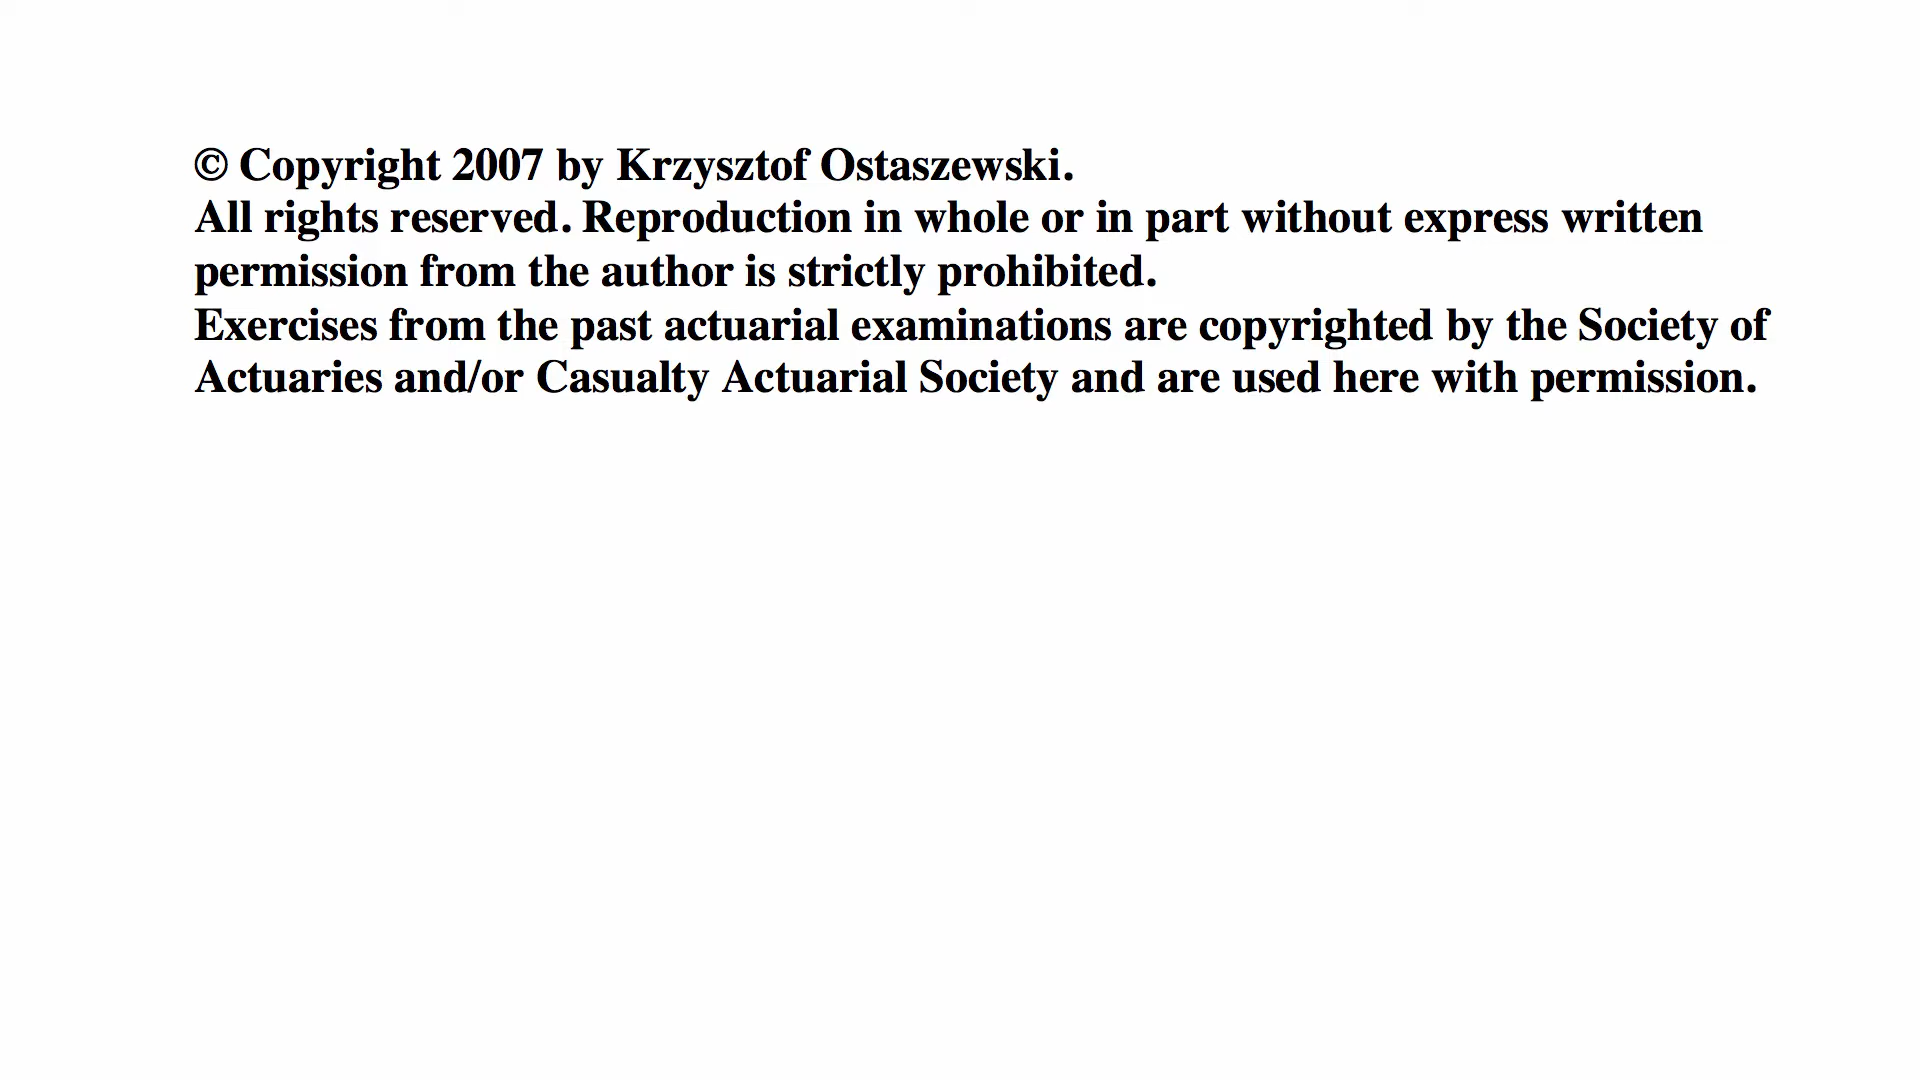 © Copyright 2007 by Krzysztof Ostaszewski.
All rights reserved. Reproduction in whole or in part without express written
permission from the author is strictly prohibited.
Exercises from the past actuarial examinations are copyrighted by the Society of
Actuaries and/or Casualty Actuarial Society and are used here with permission.